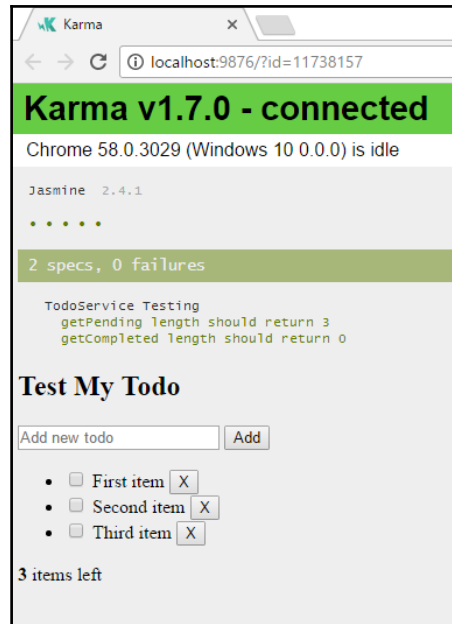 Karma
localhost:9876/?id=11738157
Karma v1.7.0 - connected
Chrome 58.0.3029 (Windows 10 0.0.0) is idle
Jasmine 2.4.1
• • • • •
2 specs, 0 failures
TodoService Testing
getPending length should return 3
getCompleted length should return 0
Test My Todo
Add new todo Add
• First item X
• Second item X
• Third item X
3 items left